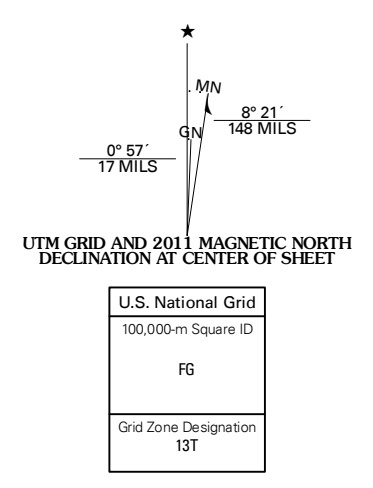 ★
MN
8° 21´
148 MILS
GN
0° 57´
17 MILS
UTM GRID AND 2011 MAGNETIC NORTH
DECLINATION AT CENTER OF SHEET
U.S. National Grid
100,000-m Square ID
FG
Grid Zone Designation
13T